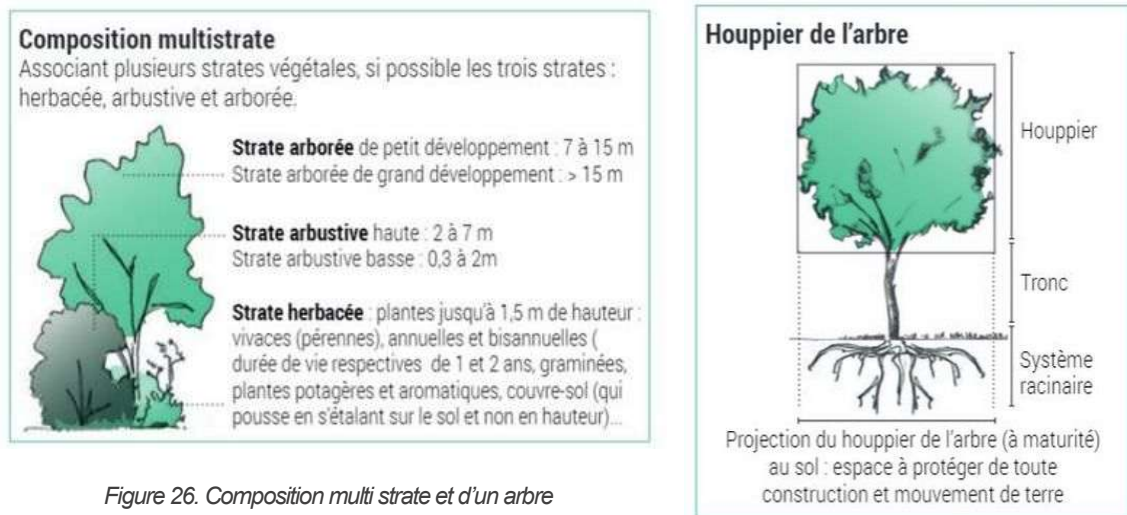 Composition multistrate
Associant plusieurs strates végétales, si possible les trois strates :
herbacée, arbustive et arborée.
Strate arborée de petit développement : 7 à 15 m
Strate arborée de grand développement : > 15 m
Strate arbustive haute : 2 à 7 m
Strate arbustive basse : 0,3 à 2m
Strate herbacée : plantes jusqu'à 1,5 m de hauteur :
vivaces (pérennes), annuelles et bisannuelles (
durée de vie respectives de 1 et 2 ans, graminées,
plantes potagères et aromatiques, couvre-sol (qui
pousse en s'étalant sur le sol et non en hauteur)...
Figure 26. Composition multi strate et d'un arbre
Houppier de l'arbre
Houppier
Tronc
Système
racinaire
Projection du houppier de l'arbre (à maturité)
au sol : espace à protéger de toute
construction et mouvement de terre